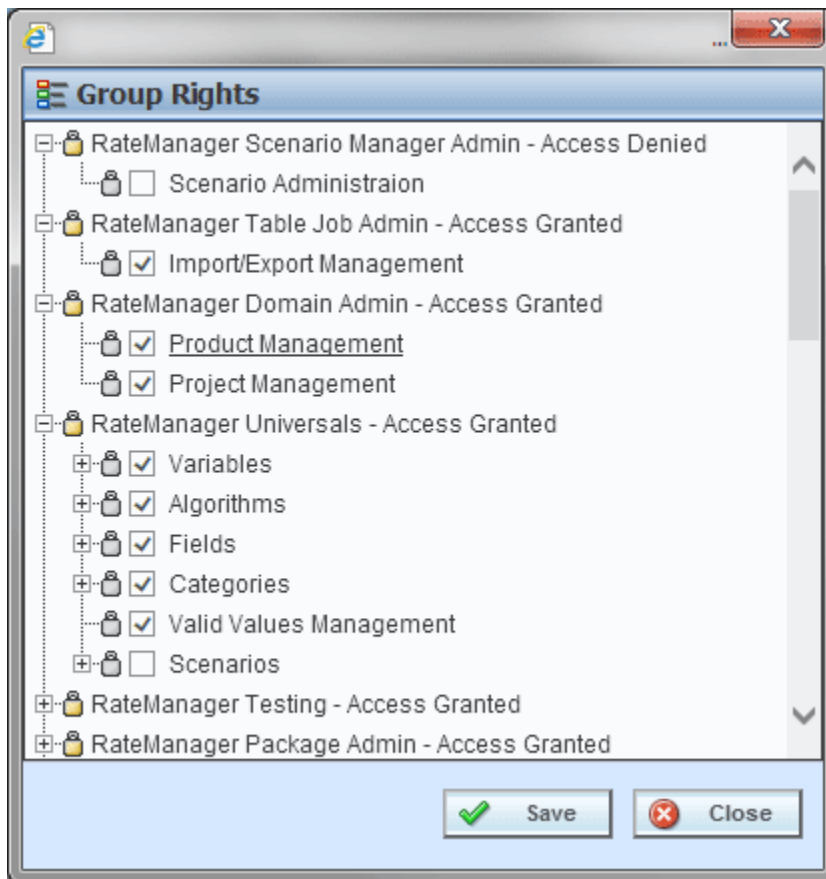 ...
Group Rights
RateManager Scenario Manager Admin - Access Denied
Scenario Administraion
RateManager Table Job Admin - Access Granted
Import/Export Management
RateManager Domain Admin - Access Granted
Product Management
Project Management
RateManager Universals - Access Granted
Variables
Algorithms
Fields
Categories
Valid Values Management
Scenarios
RateManager Testing - Access Granted
RateManager Package Admin - Access Granted
Save Close